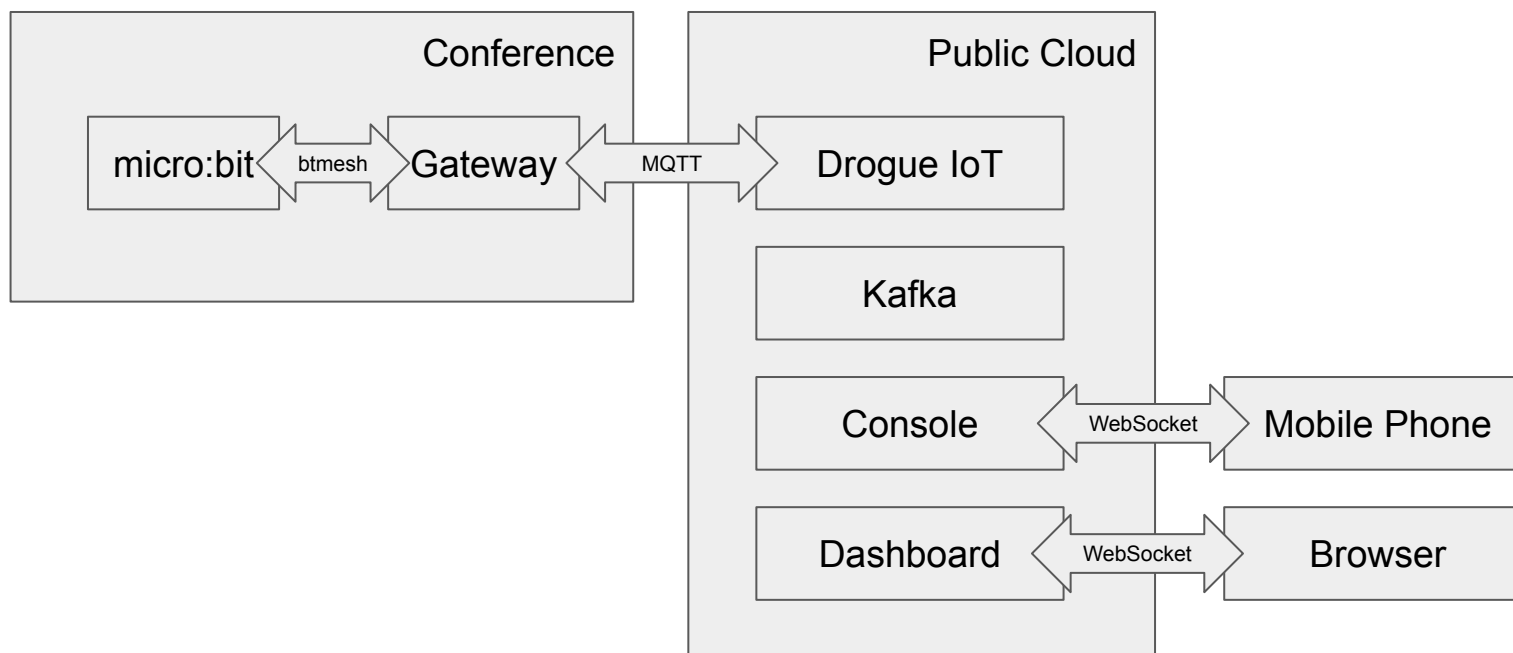 Conference
Public Cloud
micro:bit
btmesh
Gateway
MQTT
Drogue IoT
Kafka
Console
WebSocket
Mobile Phone
Dashboard
WebSocket
Browser